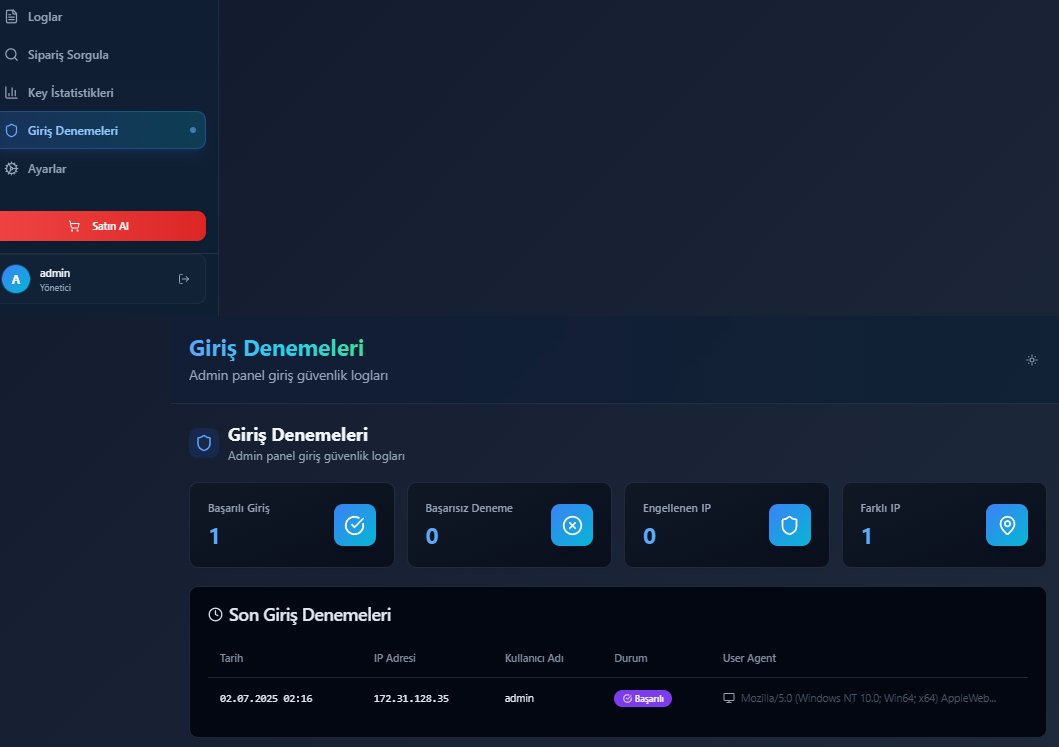 Loglar
Sipariş Sorgula
Key İstatistikleri
Giriş Denemeleri
Ayarlar
Satın Al
A
admin
Yönetici
Giriş Denemeleri
Admin panel giriş güvenlik logları
Giriş Denemeleri
Admin panel giriş güvenlik logları
Başarılı Giriş
1
Başarısız Deneme
0
Engellenen IP
0
Farklı IP
1
Son Giriş Denemeleri
Tarih IP Adresi Kullanıcı Adı Durum User Agent
02.07.2025 02:16 172.31.128.35 admin Başarılı Mozilla/5.0 (Windows NT 10.0; Win64; x64) AppleWeb...